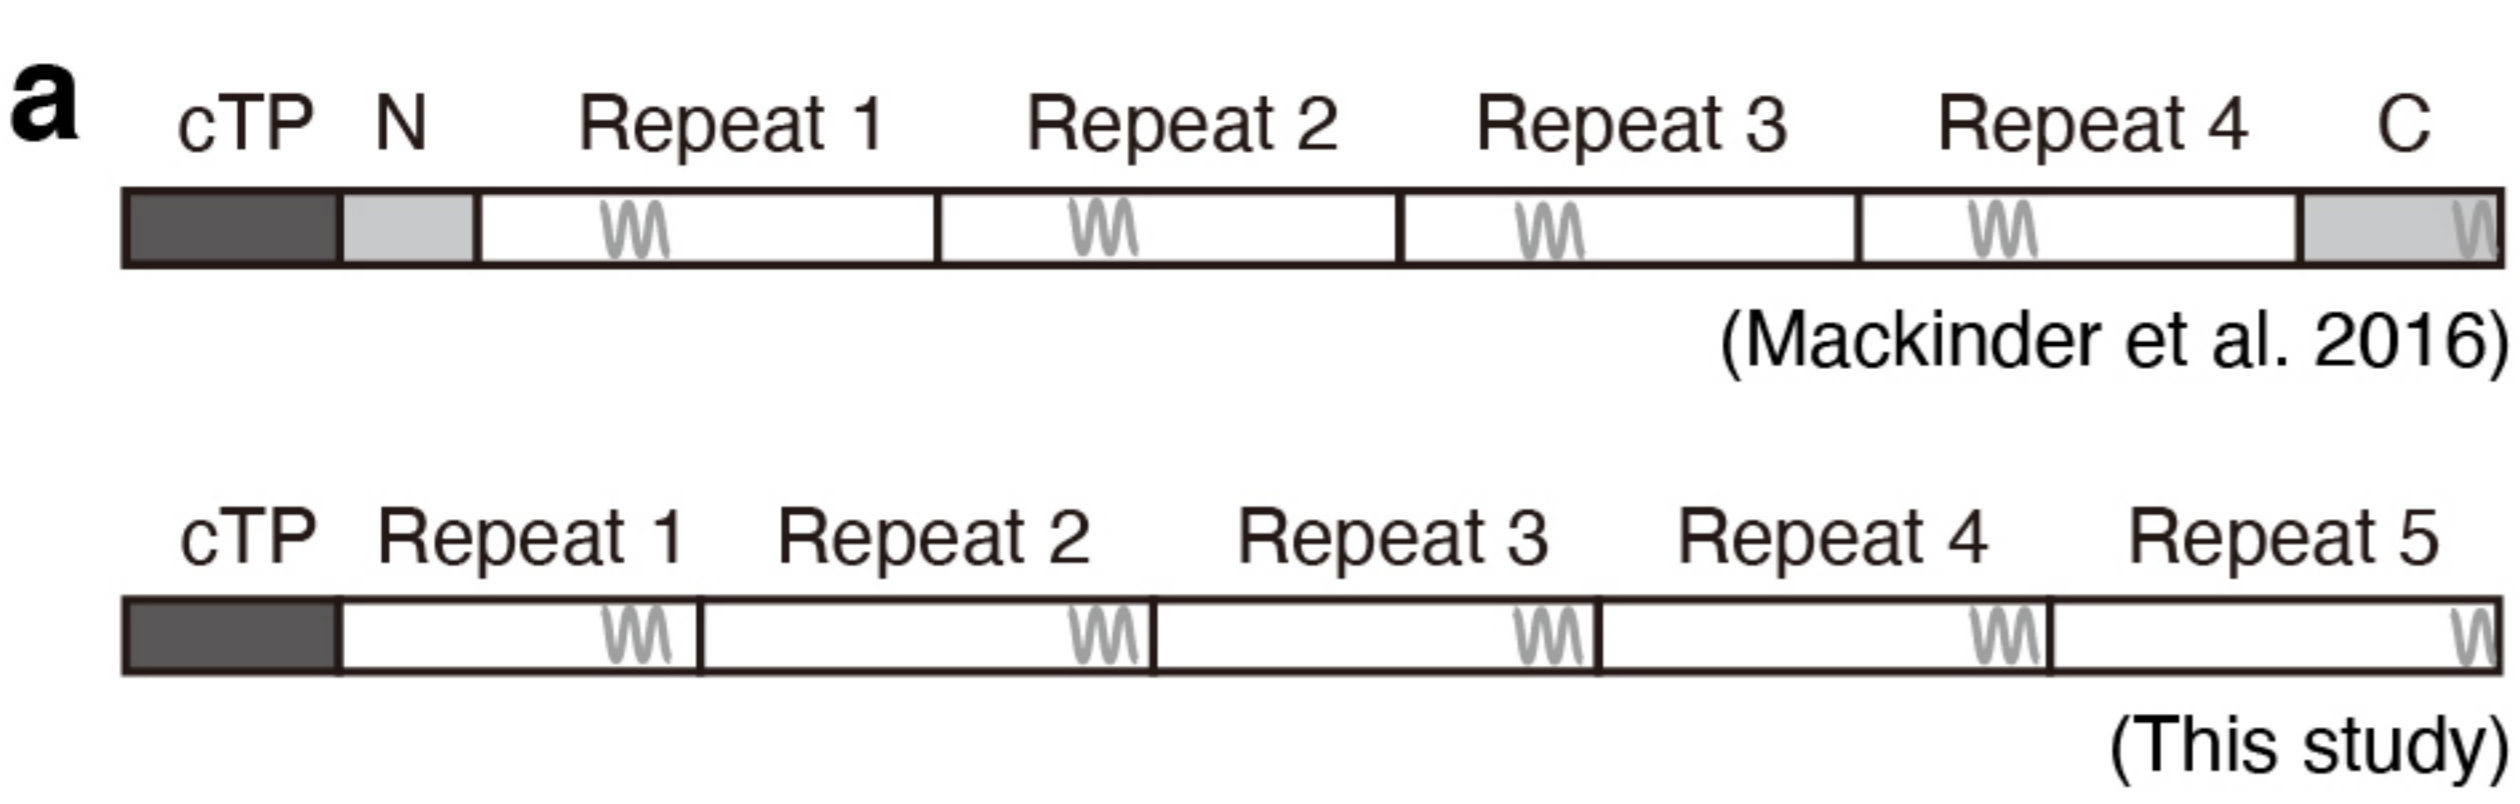 a
cTP N Repeat 1 Repeat 2 Repeat 3 Repeat 4 C
(Mackinder et al. 2016)
cTP Repeat 1 Repeat 2 Repeat 3 Repeat 4 Repeat 5
(This study)